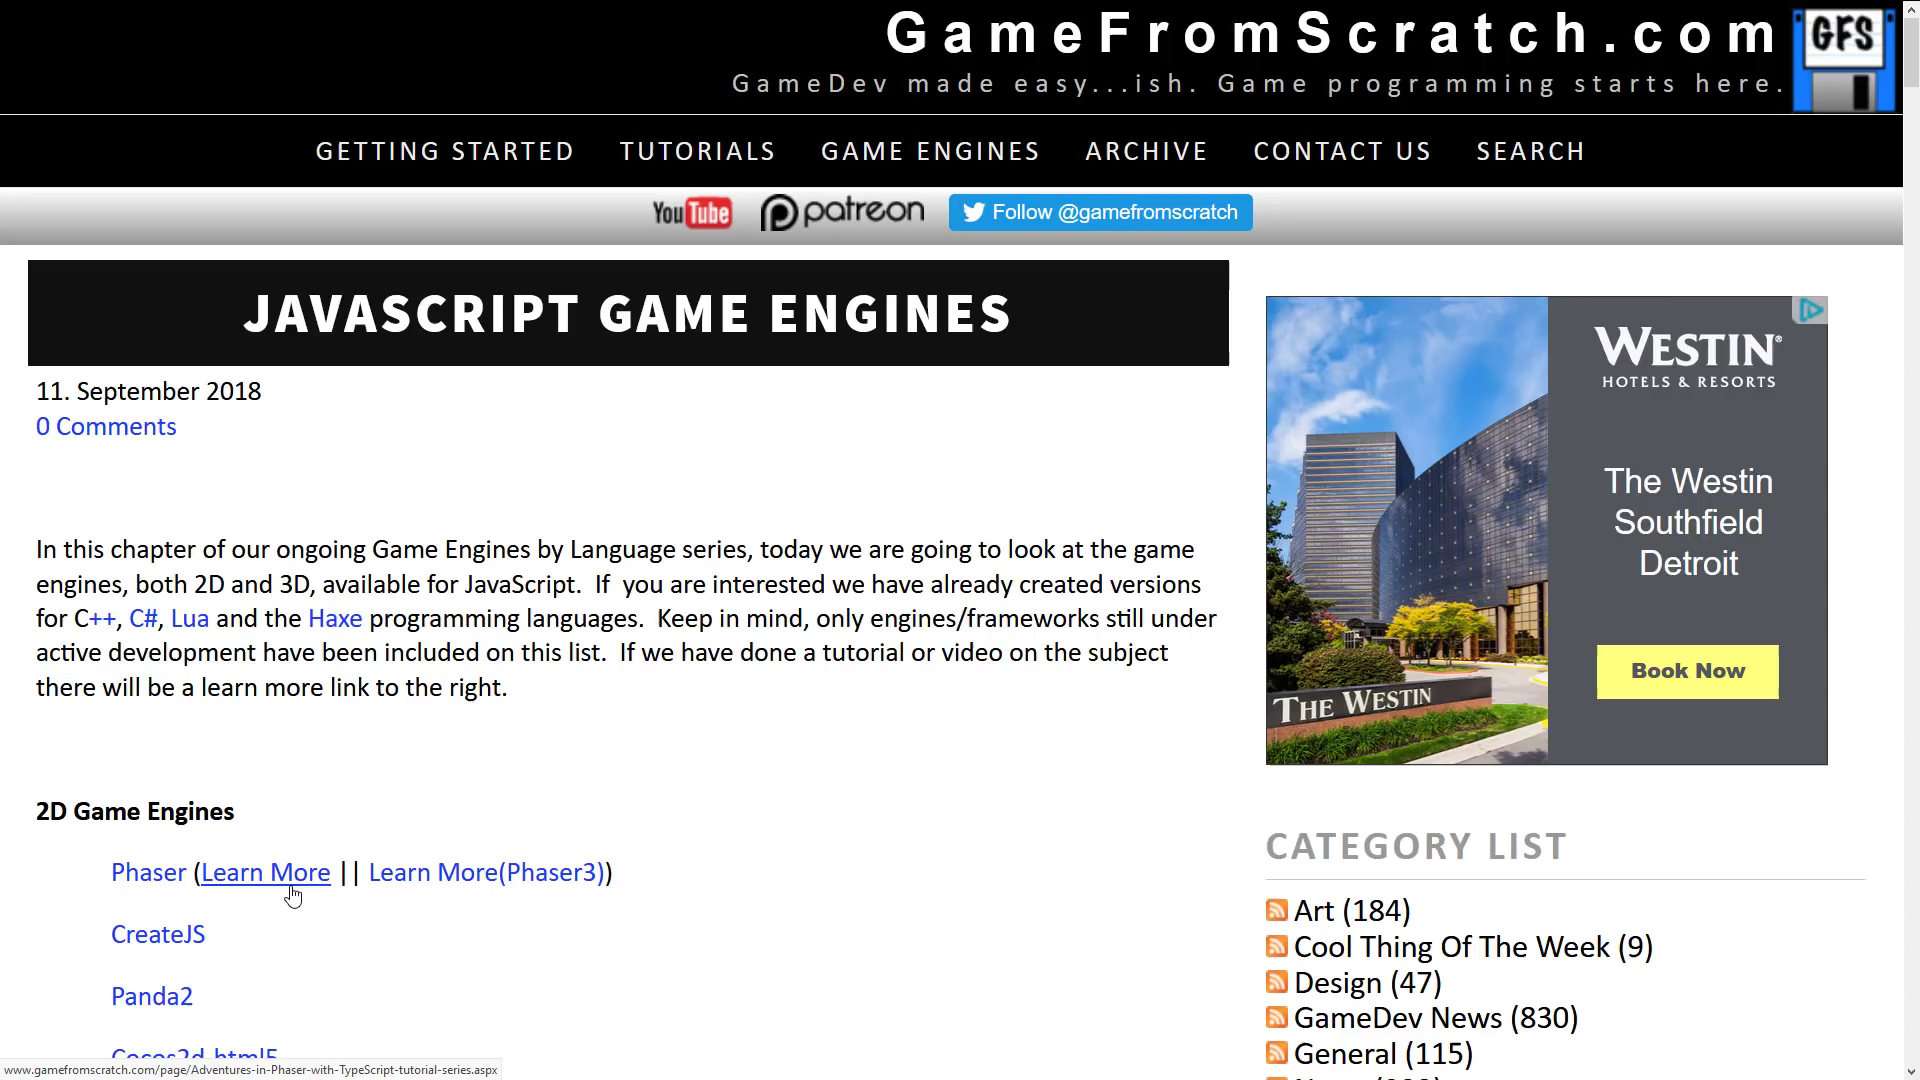 GameFromScratch.com
GFS
GameDev made easy...ish. Game programming starts here.
GETTING STARTED
TUTORIALS
GAME ENGINES
ARCHIVE
CONTACT US
SEARCH
YouTube
patreon
Follow @gamefromscratch
JAVASCRIPT GAME ENGINES
11. September 2018
0 Comments
In this chapter of our ongoing Game Engines by Language series, today we are going to look at the game
engines, both 2D and 3D, available for JavaScript.  If  you are interested we have already created versions
for C++, C#, Lua and the Haxe programming languages.  Keep in mind, only engines/frameworks still under
active development have been included on this list.  If we have done a tutorial or video on the subject
there will be a learn more link to the right.
2D Game Engines
Phaser (Learn More || Learn More(Phaser3))
CreateJS
Panda2
Cocos2d-html5
www.gamefromscratch.com/page/Adventures-in-Phaser-with-TypeScript-tutorial-series.aspx
WESTIN®
HOTELS & RESORTS
The Westin
Southfield
Detroit
Book Now
THE WESTIN
CATEGORY LIST
Art (184)
Cool Thing Of The Week (9)
Design (47)
GameDev News (830)
General (115)